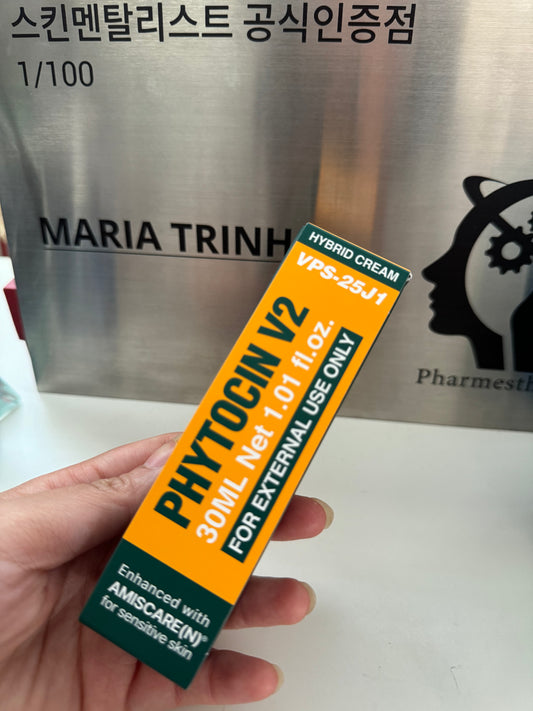 스킨멘탈리스트 공식인증점
1/100
MARIA TRINH
HYBRID CREAM
VPS-25J1
PHYTOCIN V2
30ML Net 1.01 fl.oz.
FOR EXTERNAL USE ONLY
Enhanced with
AMISCARE(N)®
for sensitive skin
Pharmesth